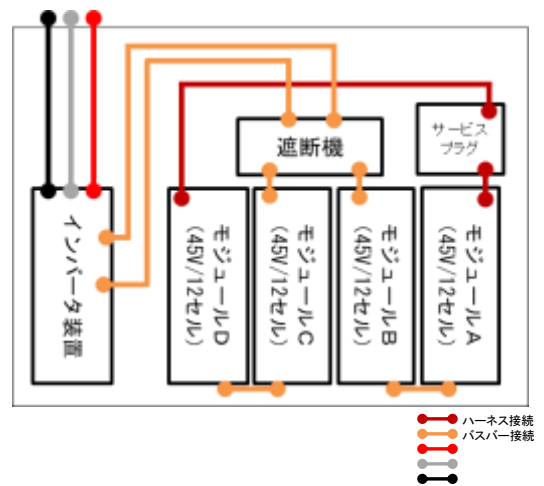 サービス
プラグ
遮断機
インバータ装置
モジュールD
(45V/12セル)
モジュールC
(45V/12セル)
モジュールB
(45V/12セル)
モジュールA
(45V/12セル)
ハーネス接続
バスバー接続